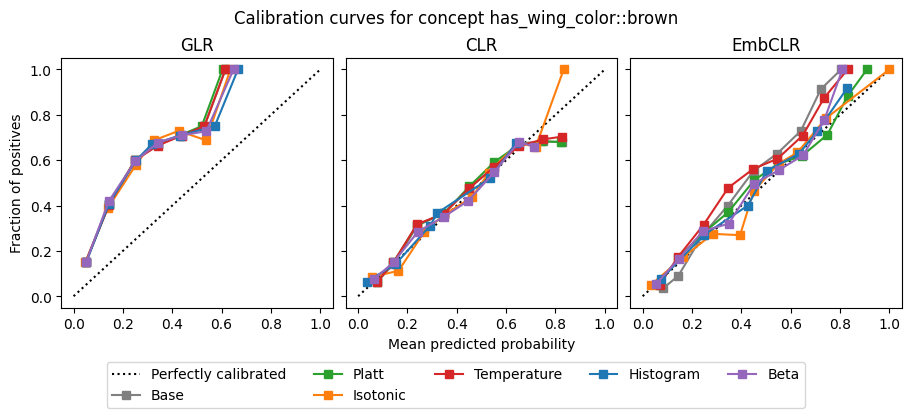 Calibration curves for concept has_wing_color::brown
GLR
CLR
EmbCLR
Fraction of positives
1.0
0.8
0.6
0.4
0.2
0.0
0.0 0.2 0.4 0.6 0.8 1.0
0.0 0.2 0.4 0.6 0.8 1.0
0.0 0.2 0.4 0.6 0.8 1.0
Mean predicted probability
Perfectly calibrated
Base
Platt
Isotonic
Temperature
Histogram
Beta